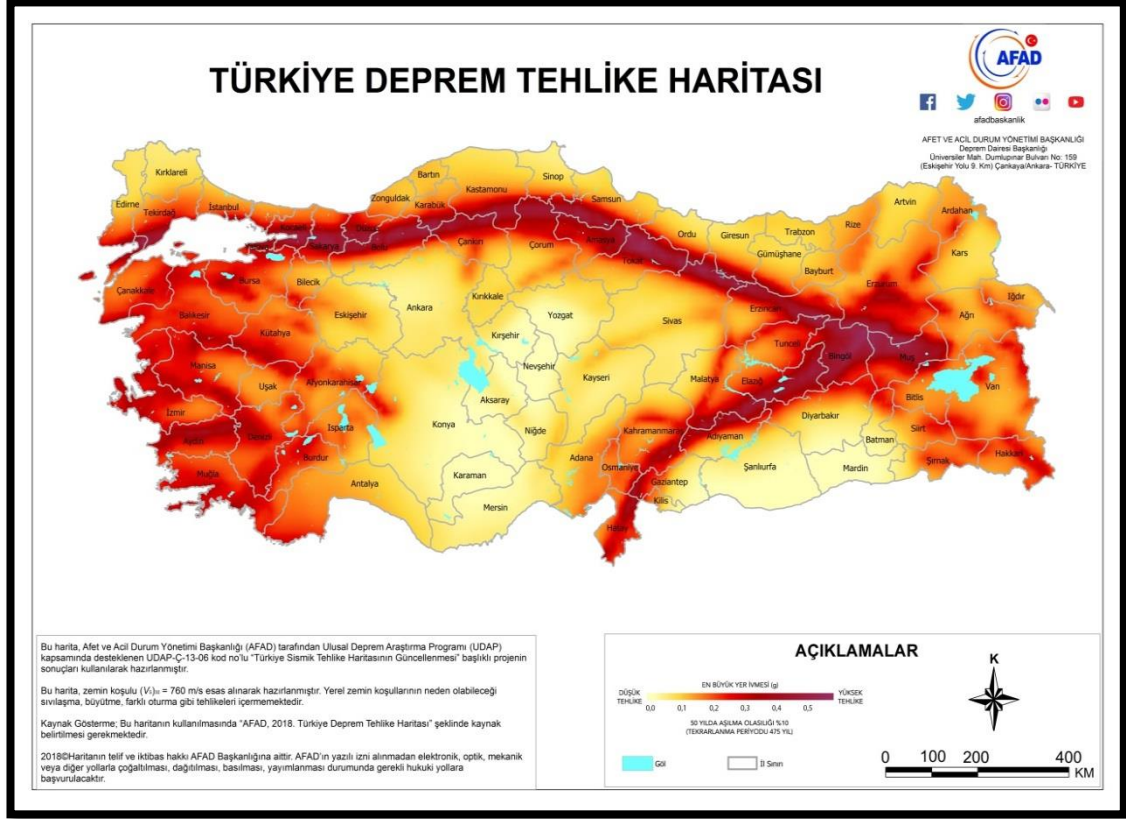 TÜRKİYE DEPREM TEHLİKE HARİTASI
AFAD
afadbaskanlik
AFET VE ACİL DURUM YÖNETİMİ BAŞKANLIĞI
Deprem Dairesi Başkanlığı
Üniversiler Mah. Dumlupınar Bulvarı No: 159
(Eskişehir Yolu 9. Km) Çankaya/Ankara- TÜRKİYE
Kırklareli
Edirne
Tekirdağ
İstanbul
Kocaeli
Sakarya
Düzce
Bolu
Zonguldak
Bartın
Karabük
Kastamonu
Sinop
Samsun
Çankırı
Çorum
Amasya
Tokat
Ordu
Giresun
Trabzon
Gümüşhane
Bayburt
Rize
Artvin
Ardahan
Kars
Iğdır
Ağrı
Erzurum
Erzincan
Çanakkale
Balıkesir
Bursa
Bilecik
Eskişehir
Kütahya
Ankara
Kırıkkale
Kırşehir
Yozgat
Sivas
Tunceli
Bingöl
Muş
Van
Bitlis
Manisa
Uşak
Afyonkarahisar
Nevşehir
Kayseri
Malatya
Elazığ
Diyarbakır
Batman
Siirt
Hakkari
Şırnak
Mardin
İzmir
Aydın
Denizli
Isparta
Burdur
Muğla
Antalya
Konya
Aksaray
Niğde
Karaman
Mersin
Adana
Kahramanmaraş
Osmaniye
Adıyaman
Gaziantep
Şanlıurfa
Kilis
Hatay
Bu harita, Afet ve Acil Durum Yönetimi Başkanlığı (AFAD) tarafından Ulusal Deprem Araştırma Programı (UDAP)
kapsamında desteklenen UDAP-Ç-13-06 kod no'lu "Türkiye Sismik Tehlike Haritasının Güncellenmesi" başlıklı projenin
sonuçları kullanılarak hazırlanmıştır.
Bu harita, zemin koşulu (Vₛ)₃₀ = 760 m/s esas alınarak hazırlanmıştır. Yerel zemin koşullarının neden olabileceği
sıvılaşma, büyütme, farklı oturma gibi tehlikeleri içermemektedir.
Kaynak Gösterme; Bu haritanın kullanılmasında "AFAD, 2018. Türkiye Deprem Tehlike Haritası" şeklinde kaynak
belirtilmesi gerekmektedir.
2018©Haritanın telif ve iktibas hakkı AFAD Başkanlığına aittir. AFAD'ın yazılı izni alınmadan elektronik, optik, mekanik
veya diğer yollarla çoğaltılması, dağıtılması, basılması, yayımlanması durumunda gerekli hukuki yollara
başvurulacaktır.
AÇIKLAMALAR
EN BÜYÜK YER İVMESİ (g)
DÜŞÜK TEHLİKE
YÜKSEK TEHLİKE
0,0 0,1 0,2 0,3 0,4 0,5
50 YILDA AŞILMA OLASILIĞI %10
(TEKRARLANMA PERİYODU 475 YIL)
Göl
İl Sınırı
K
0 100 200 400
KM